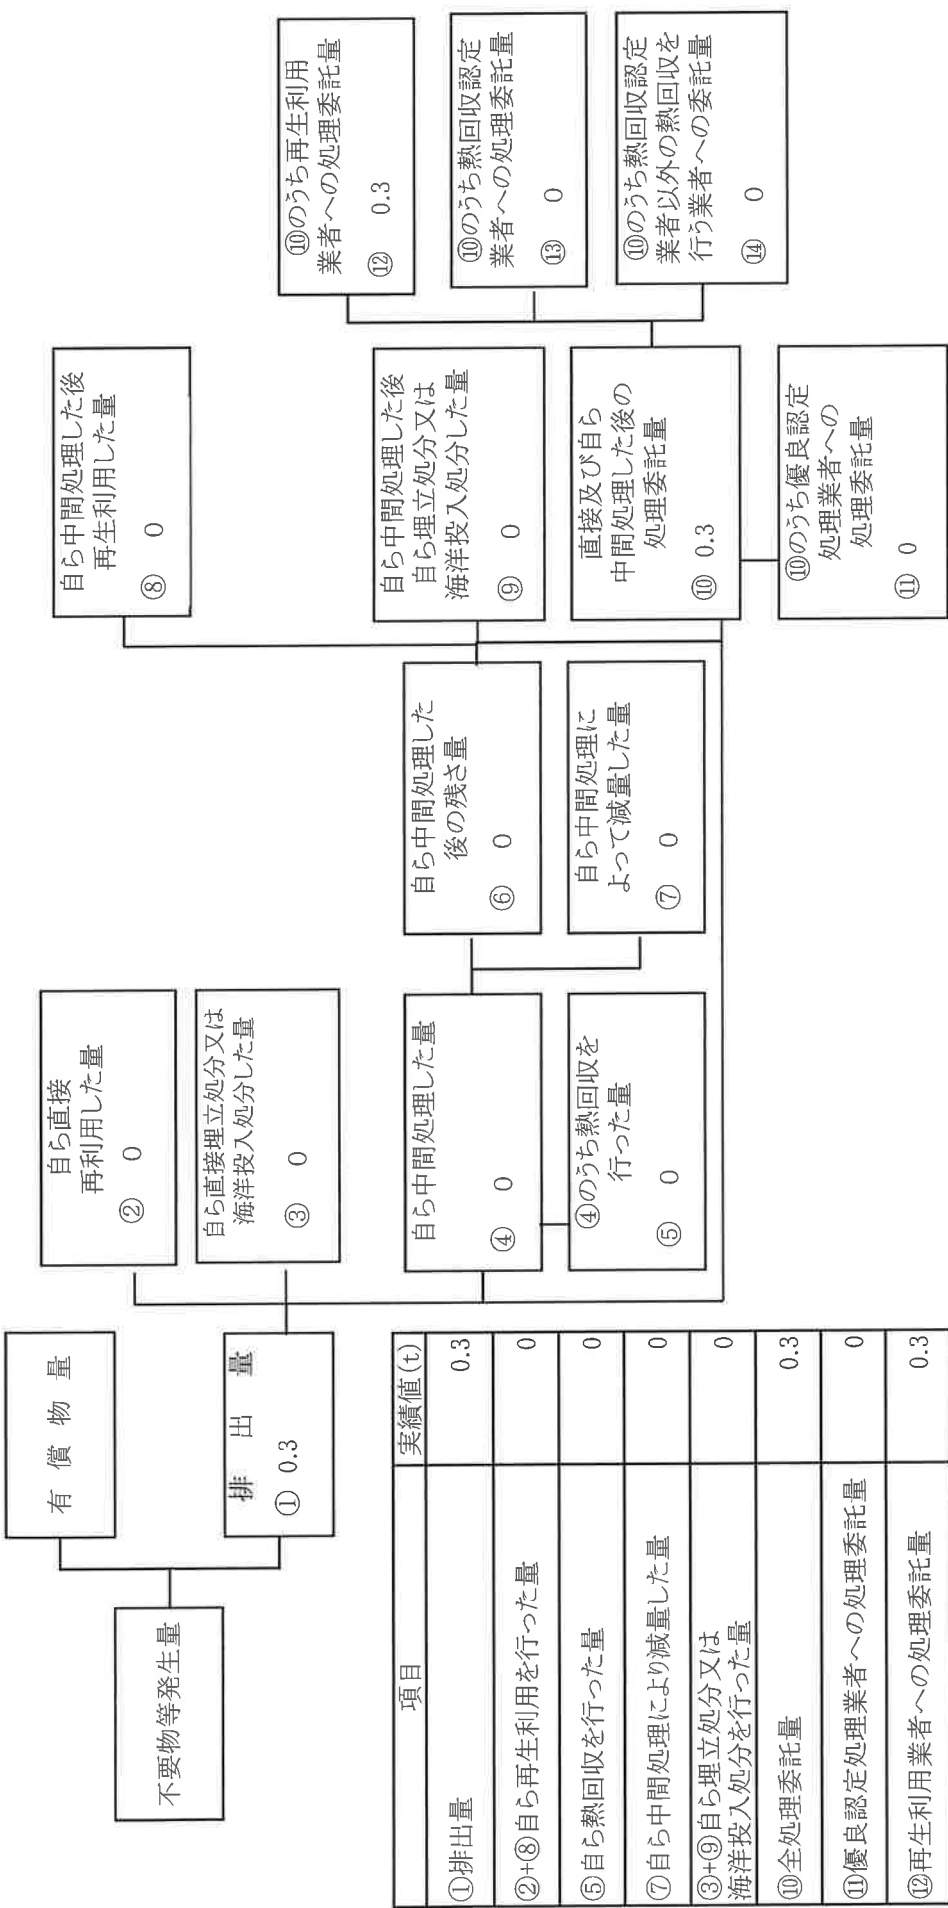 不要物等発生量
有償物量
排出量
① 0.3
自ら直接
再利用した量
② 0
自ら直接埋立処分又は
海洋投入処分した量
③ 0
自ら中間処理した量
④ 0
④のうち熱回収を
行った量
⑤ 0
自ら中間処理した
後の残さ量
⑥ 0
自ら中間処理に
よって減量した量
⑦ 0
自ら中間処理した後
再生利用した量
⑧ 0
自ら中間処理した後
自ら埋立処分又は
海洋投入処分した量
⑨ 0
直接及び自ら
中間処理した後の
処理委託量
⑩ 0.3
⑩のうち優良認定
処理業者への
処理委託量
⑪ 0
⑩のうち再生利用
業者への処理委託量
⑫ 0.3
⑩のうち熱回収認定
業者への処理委託量
⑬ 0
⑩のうち熱回収認定
業者以外の熱回収を
行う業者への委託量
⑭ 0
項目 実績値(t)
①排出量 0.3
②+⑧自ら再生利用を行った量 0
⑤自ら熱回収を行った量 0
⑦自ら中間処理により減量した量 0
③+⑨自ら埋立処分又は
海洋投入処分を行った量 0
⑩全処理委託量 0.3
⑪優良認定処理業者への処理委託量 0
⑫再生利用業者への処理委託量 0.3